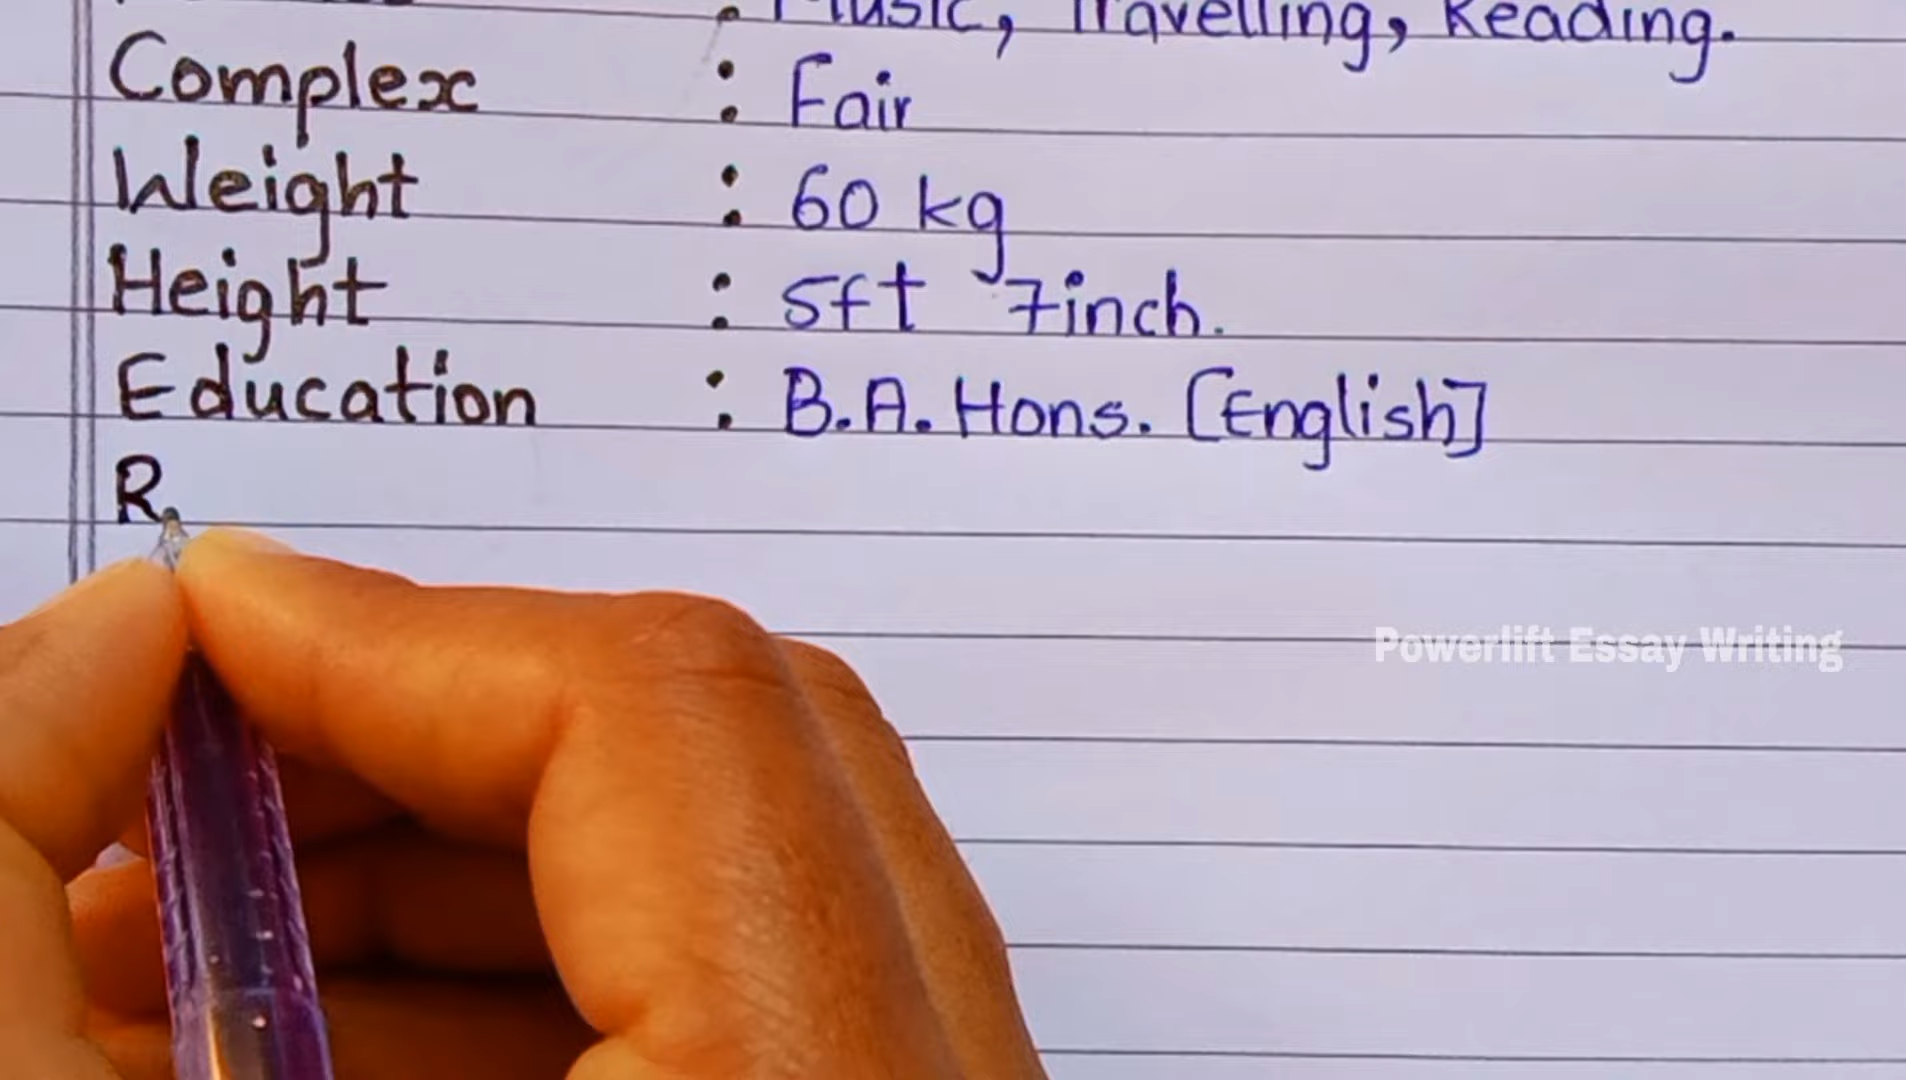 : Music, Travelling, Reading.
Complex : Fair
Weight : 60 kg
Height : 5ft 7inch.
Education : B.A. Hons. [English]
R
Powerlift Essay Writing